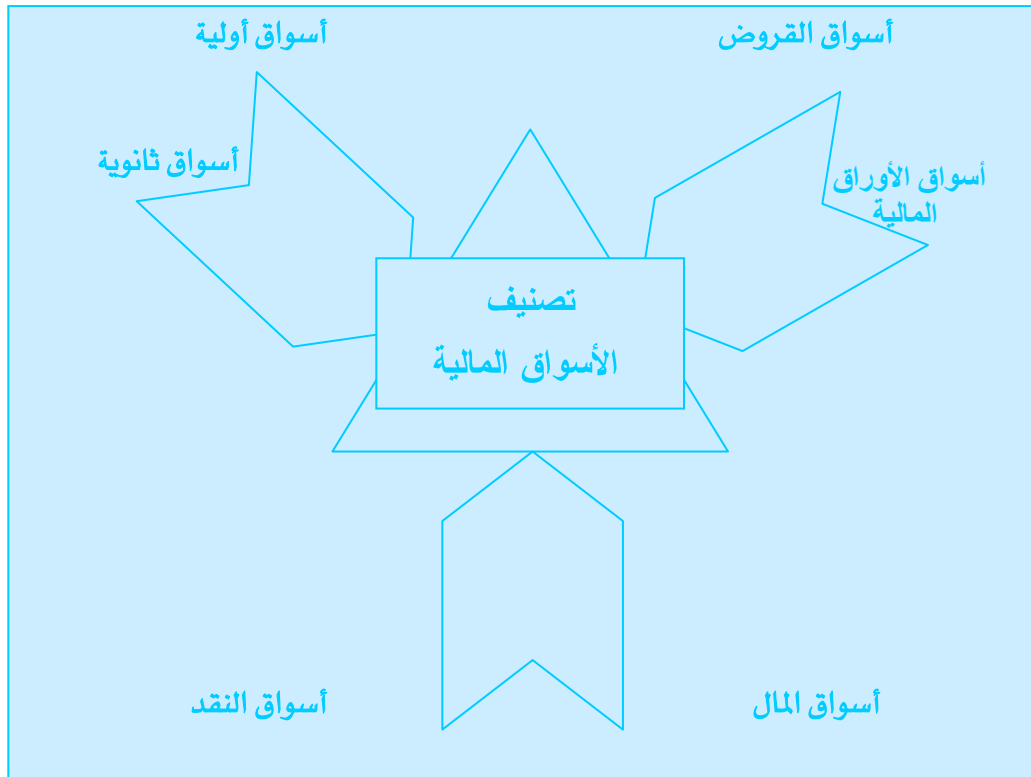 أسواق القروض
أسواق أولية
أسواق ثانوية
أسواق الأوراق
المالية
تصنيف
الأسواق المالية
أسواق المال
أسواق النقد